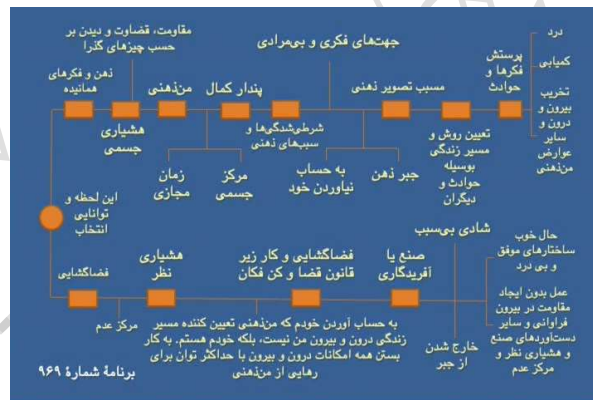 مقاومت، قضاوت و دیدن بر
حسب چیزهای گذرا
جهت‌های فکری و بی‌مرادی
درد
کمیابی
تخریب
بیرون و
درون و
سایر
عوارض
من‌ذهنی
پرستش
فکرها و
حوادث
مسبب تصویر ذهنی
پندار کمال
من‌ذهنی
ذهن و فکرهای
همانیده
هشیاری
جسمی
شرطی‌شدگی‌ها و
سبب‌های ذهنی
تعیین روش و
مسیر زندگی
بوسیله
حوادث و
دیگران
جبر ذهن
به حساب
نیاوردن خود
مرکز
جسمی
زمان
مجازی
این لحظه و
توانایی
انتخاب
شادی بی‌سبب
حال خوب
ساختارهای موفق
و بی درد
صنع یا
آفریدگاری
فضاگشایی و کار زیر
قانون قضا و کن فکان
هشیاری
نظر
فضاگشایی
عمل بدون ایجاد
مقاومت در بیرون
فراوانی و سایر
دست‌آوردهای صنع
و هشیاری نظر و
مرکز عدم
خارج شدن
از جبر
مرکز عدم
به حساب آوردن خودم که من‌ذهنی تعیین کننده مسیر
زندگی درون و بیرون من نیست، بلکه خودم هستم. به کار
بستن همه امکانات درون و بیرون با حداکثر توان برای
رهایی از من‌ذهنی
برنامهٔ شمارهٔ ۹۶۹